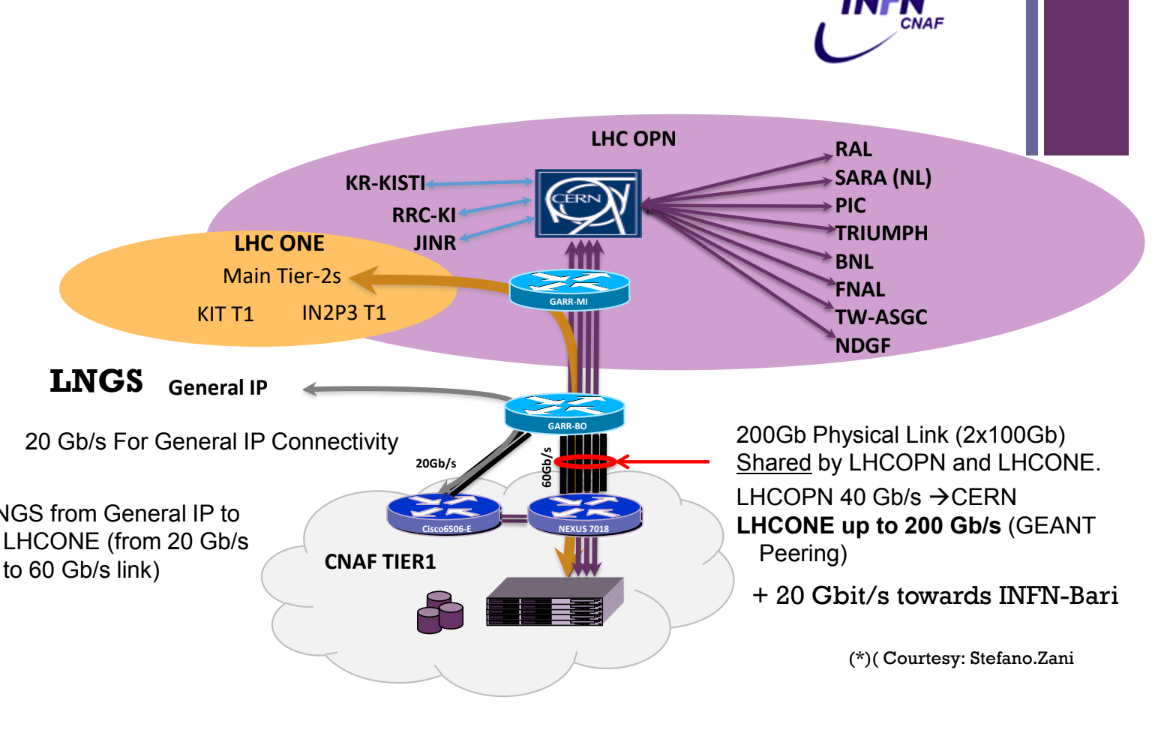 INFN
CNAF
LHC OPN
KR-KISTI
RRC-KI
JINR
CERN
RAL
SARA (NL)
PIC
TRIUMPH
BNL
FNAL
TW-ASGC
NDGF
LHC ONE
Main Tier-2s
KIT T1
IN2P3 T1
GARR-MI
LNGS
General IP
GARR-BO
20 Gb/s For General IP Connectivity
20Gb/s
60Gb/s
200Gb Physical Link (2x100Gb)
Shared by LHCOPN and LHCONE.
LHCOPN 40 Gb/s →CERN
LHCONE up to 200 Gb/s (GEANT
Peering)
+ 20 Gbit/s towards INFN-Bari
NGS from General IP to
LHCONE (from 20 Gb/s
to 60 Gb/s link)
Cisco6506-E
NEXUS 7018
CNAF TIER1
(*)( Courtesy: Stefano.Zani